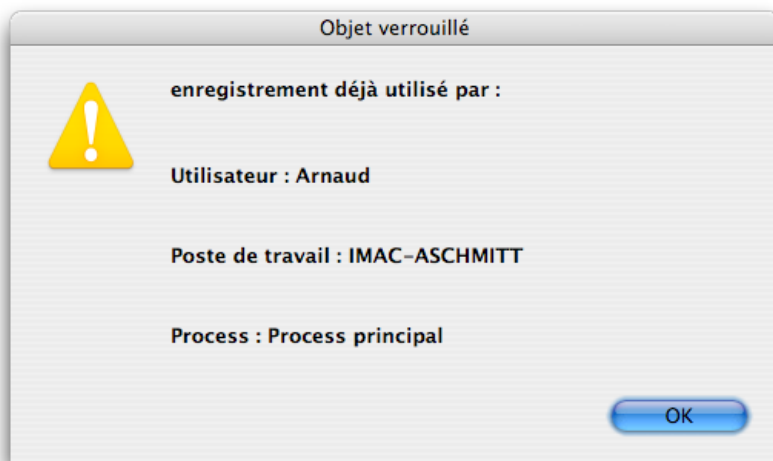 Objet verrouillé
enregistrement déjà utilisé par :
Utilisateur : Arnaud
Poste de travail : IMAC-ASCHMITT
Process : Process principal
OK